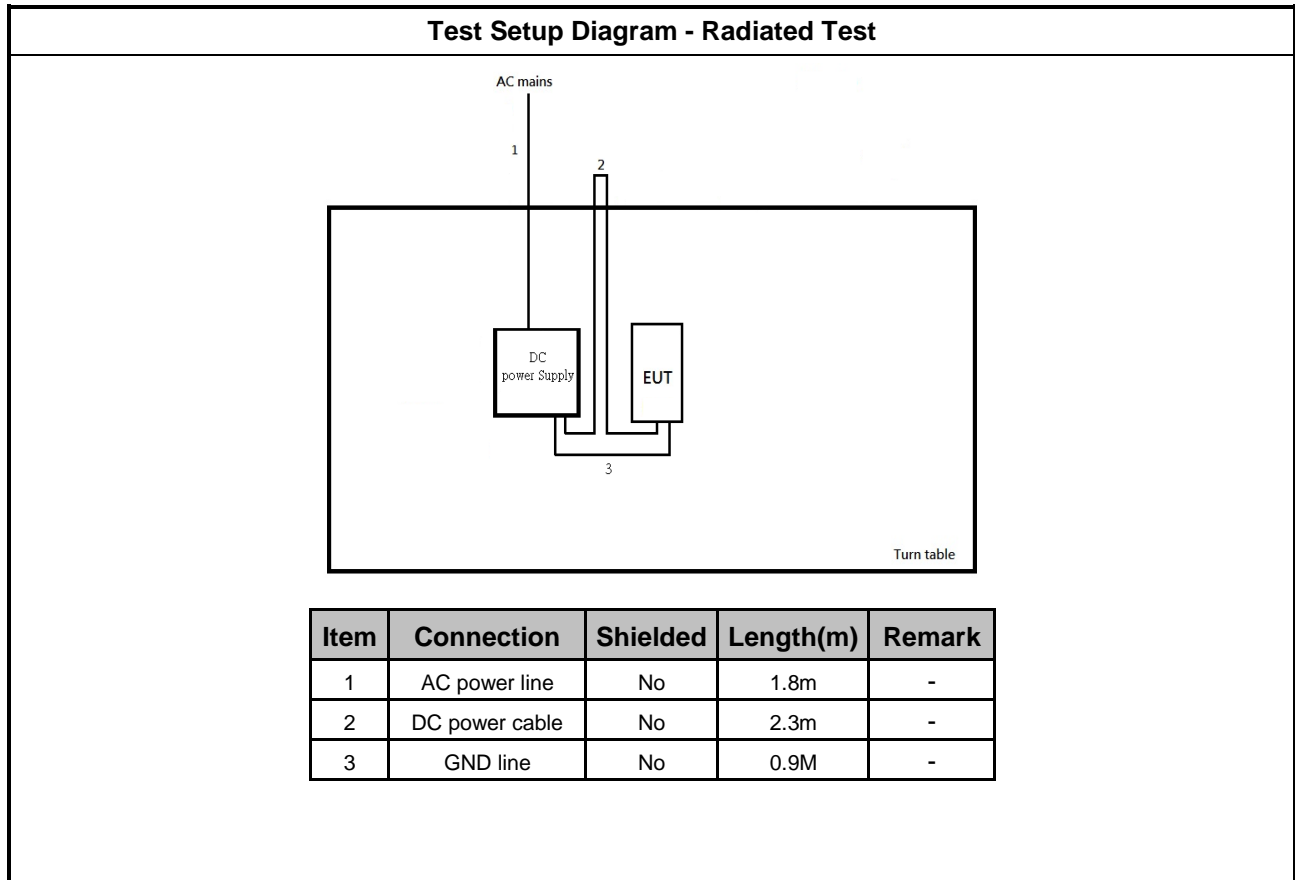 Test Setup Diagram - Radiated Test
AC mains
1
2
DC
power Supply
EUT
3
Turn table
Item Connection Shielded Length(m) Remark
1 AC power line No 1.8m -
2 DC power cable No 2.3m -
3 GND line No 0.9M -